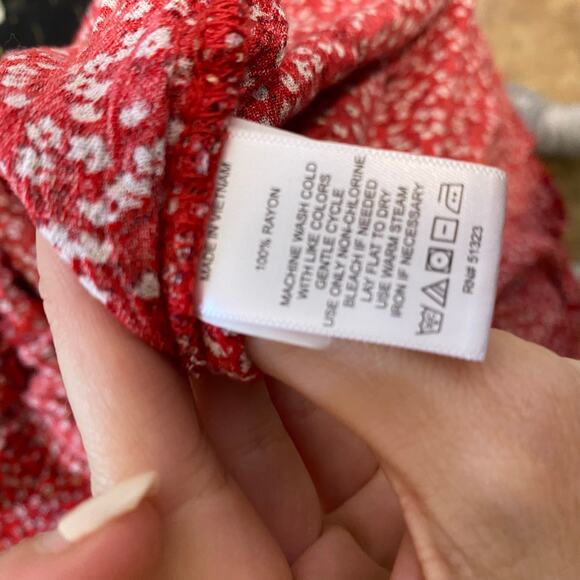 MADE IN VIETNAM
100% RAYON
MACHINE WASH COLD
WITH LIKE COLORS
GENTLE CYCLE
USE ONLY NON-CHLORINE
BLEACH IF NEEDED
LAY FLAT TO DRY
USE WARM STEAM
IRON IF NECESSARY
RN# 51323